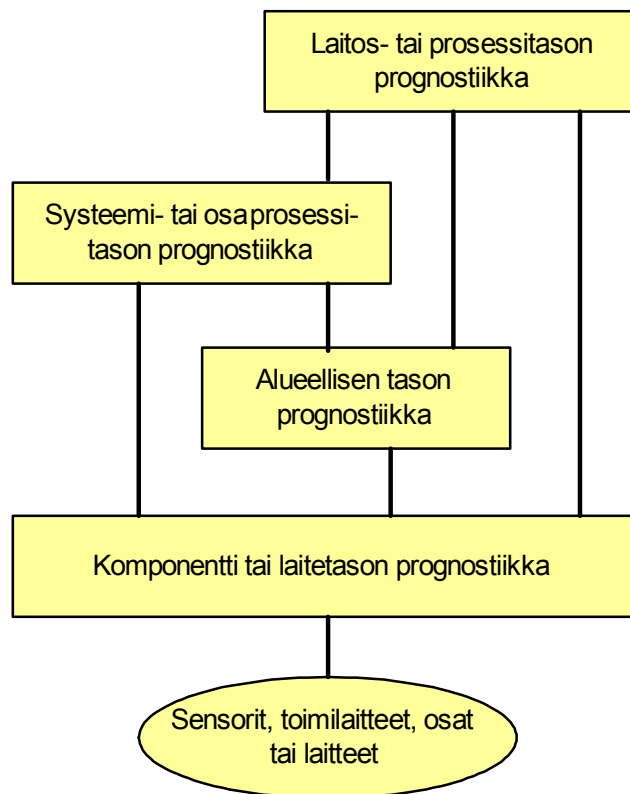 Laitos- tai prosessitason
prognostiikka
Systeemi- tai osaprosessi-
tason prognostiikka
Alueellisen tason
prognostiikka
Komponentti tai laitetason prognostiikka
Sensorit, toimilaitteet, osat
tai laitteet